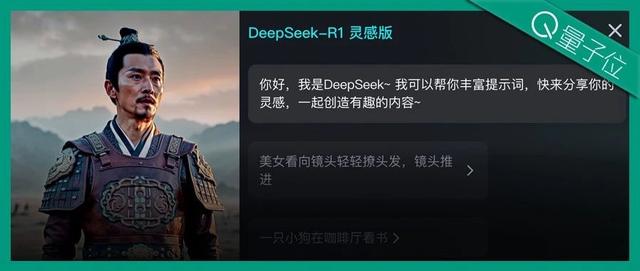 DeepSeek-R1 灵感版
量子位
你好，我是DeepSeek~ 我可以帮你丰富提示词，快来分享你的
灵感，一起创造有趣的内容~
美女看向镜头轻轻撩头发，镜头推
进
一只小狗在咖啡厅看书